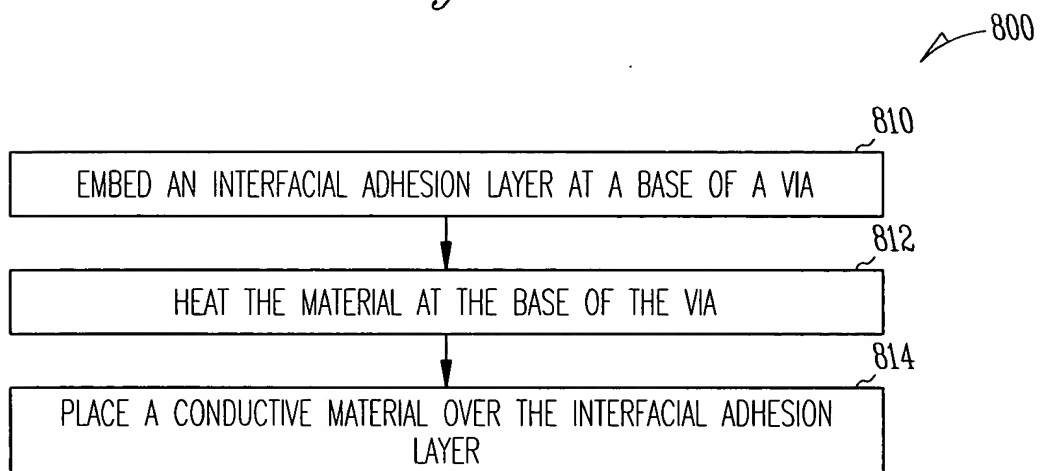 800
810
EMBED AN INTERFACIAL ADHESION LAYER AT A BASE OF A VIA
812
HEAT THE MATERIAL AT THE BASE OF THE VIA
814
PLACE A CONDUCTIVE MATERIAL OVER THE INTERFACIAL ADHESION
LAYER